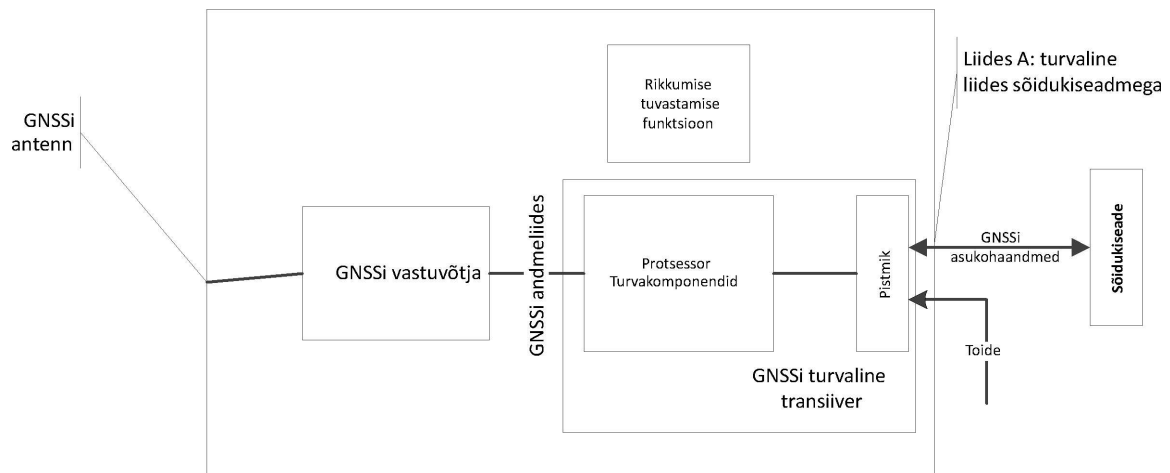 GNSSi
antenn
Rikkumise
tuvastamise
funktsioon
Liides A: turvaline
liides sõidukiseadmega
GNSSi vastuvõtja
GNSSi andmeliides
Protsessor
Turvakomponendid
Pistmik
GNSSi
asukohaandmed
Sõidukiseade
Toide
GNSSi turvaline
transiiver